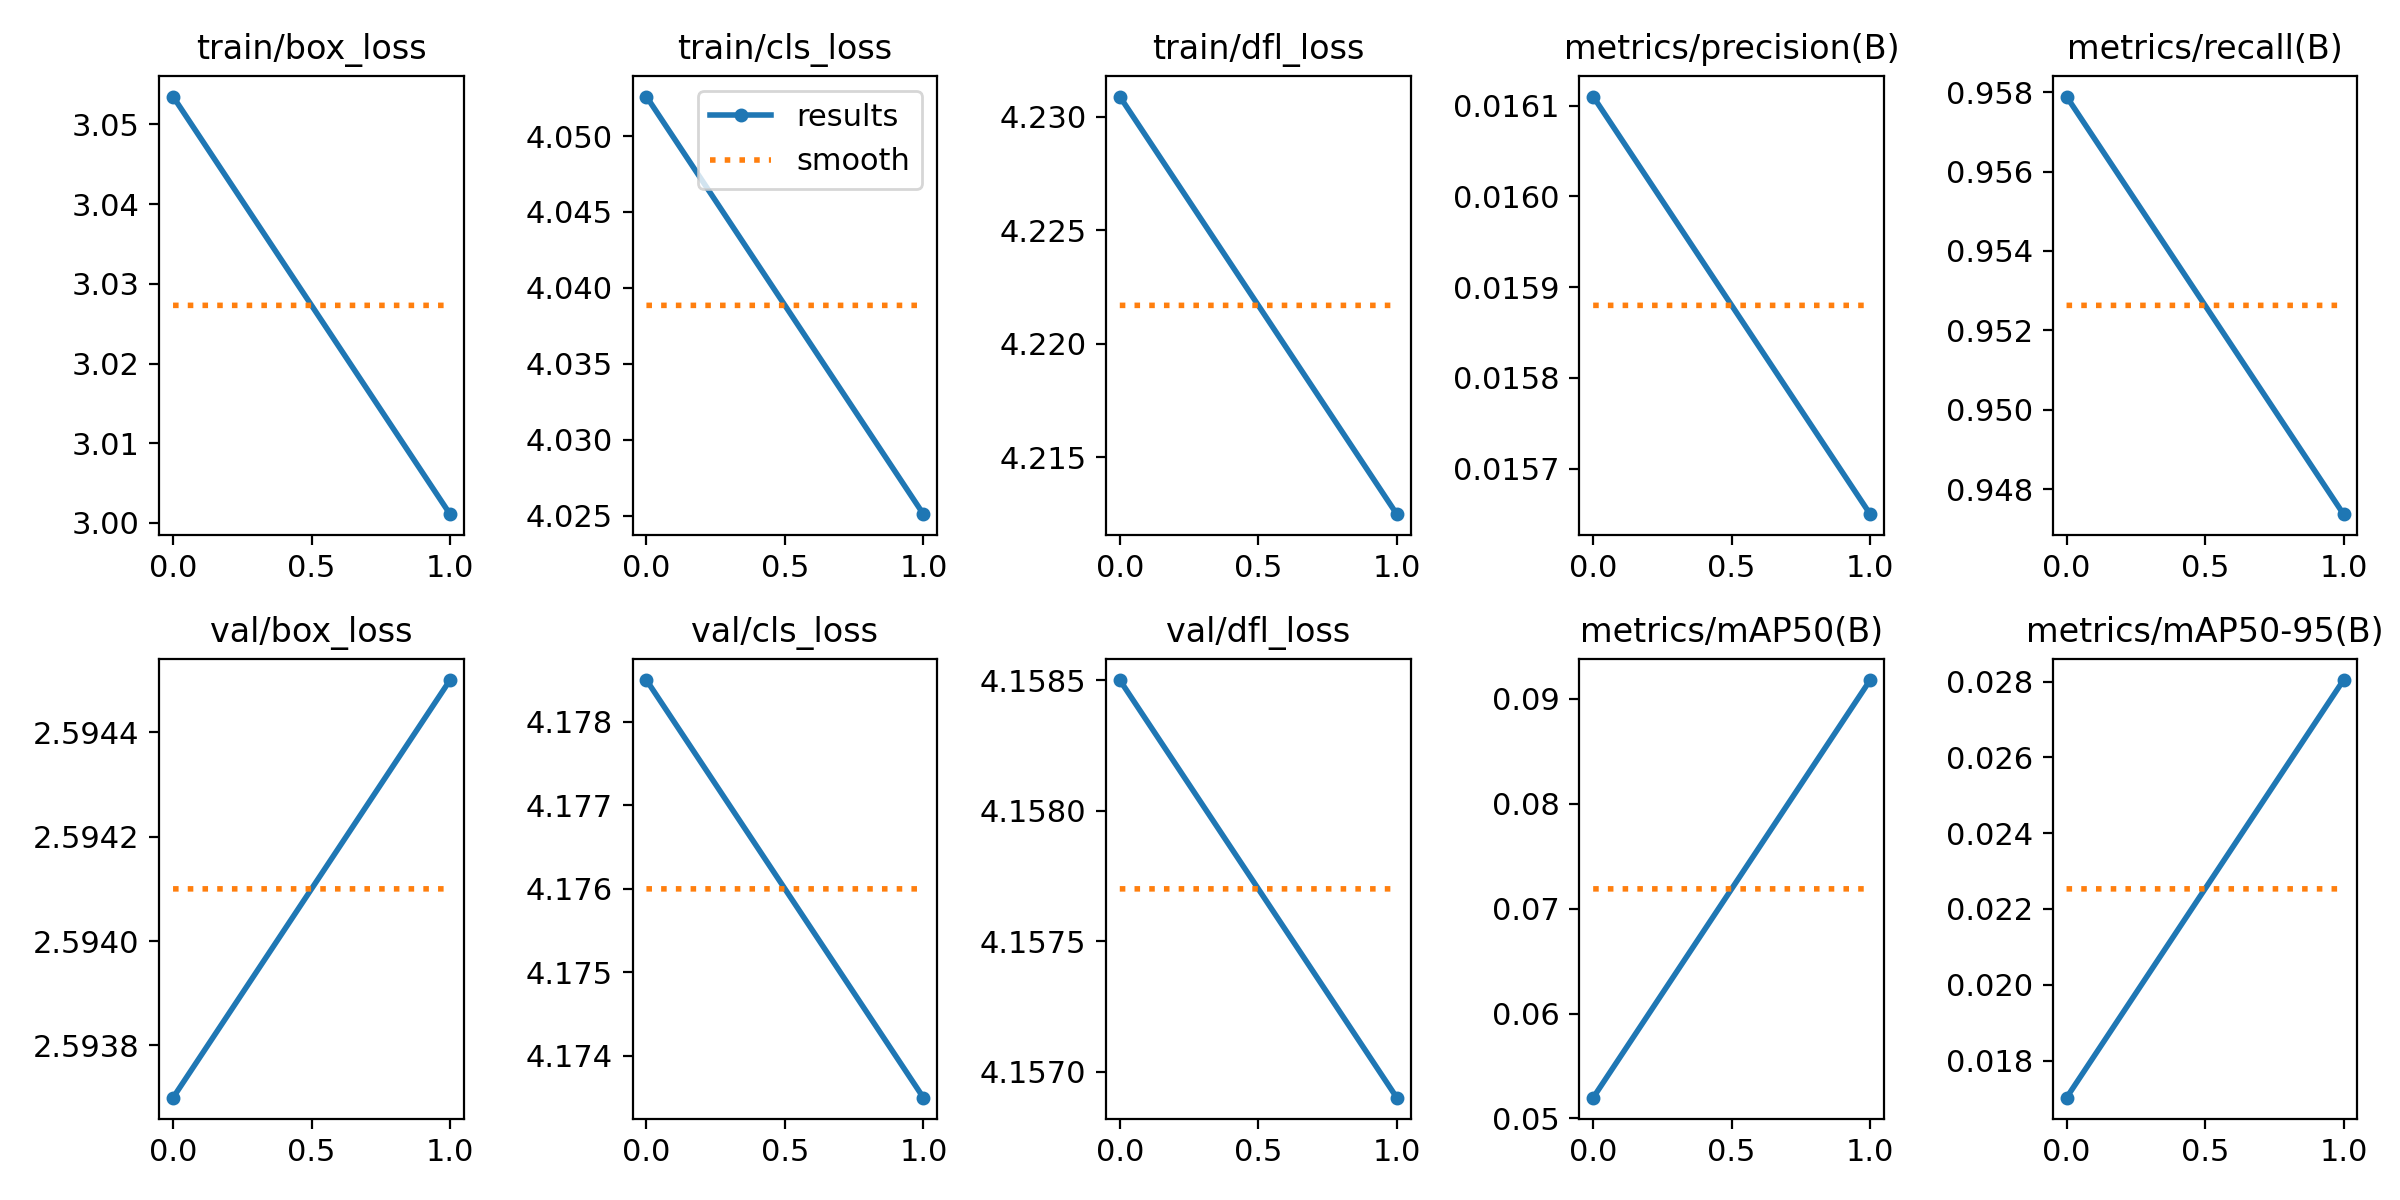 train/box_loss
train/cls_loss
train/dfl_loss
metrics/precision(B)
metrics/recall(B)
3.05
3.04
3.03
3.02
3.01
3.00
0.0 0.5 1.0
results
smooth
4.050
4.045
4.040
4.035
4.030
4.025
0.0 0.5 1.0
4.230
4.225
4.220
4.215
0.0 0.5 1.0
0.0161
0.0160
0.0159
0.0158
0.0157
0.0 0.5 1.0
0.958
0.956
0.954
0.952
0.950
0.948
0.0 0.5 1.0
val/box_loss
val/cls_loss
val/dfl_loss
metrics/mAP50(B)
metrics/mAP50-95(B)
2.5944
2.5942
2.5940
2.5938
0.0 0.5 1.0
4.178
4.177
4.176
4.175
4.174
0.0 0.5 1.0
4.1585
4.1580
4.1575
4.1570
0.0 0.5 1.0
0.09
0.08
0.07
0.06
0.05
0.0 0.5 1.0
0.028
0.026
0.024
0.022
0.020
0.018
0.0 0.5 1.0